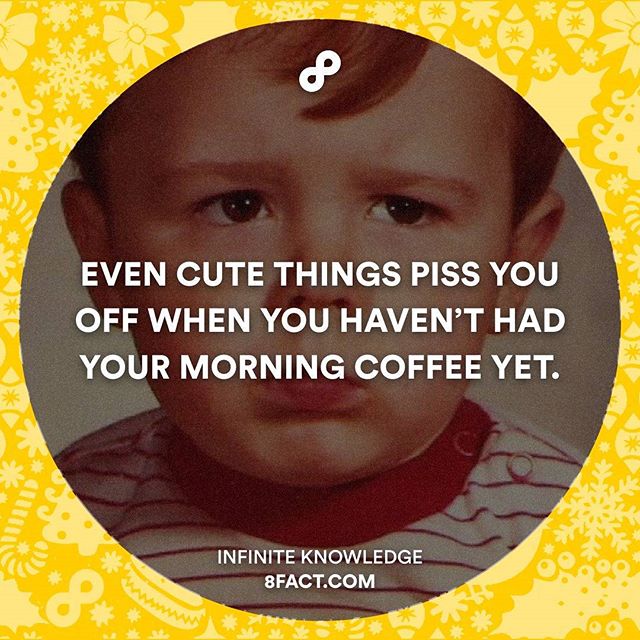 EVEN CUTE THINGS PISS YOU
OFF WHEN YOU HAVEN'T HAD
YOUR MORNING COFFEE YET.
INFINITE KNOWLEDGE
8FACT.COM